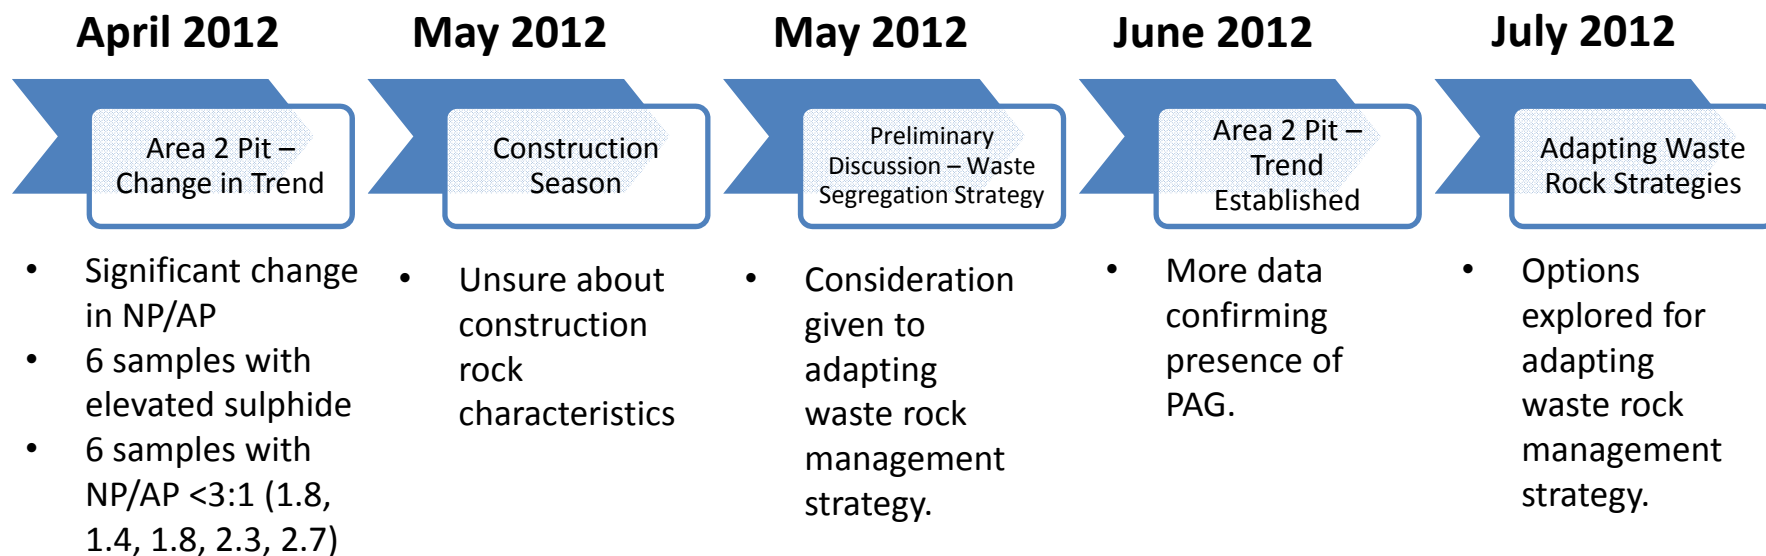 April 2012
May 2012
May 2012
June 2012
July 2012
Area 2 Pit –
Change in Trend
Construction
Season
Preliminary
Discussion – Waste
Segregation Strategy
Area 2 Pit –
Trend
Established
Adapting Waste
Rock Strategies
• Significant change
in NP/AP
• 6 samples with
elevated sulphide
• 6 samples with
NP/AP <3:1 (1.8,
1.4, 1.8, 2.3, 2.7)
• Unsure about
construction
rock
characteristics
• Consideration
given to
adapting
waste rock
management
strategy.
• More data
confirming
presence of
PAG.
• Options
explored for
adapting
waste rock
management
strategy.